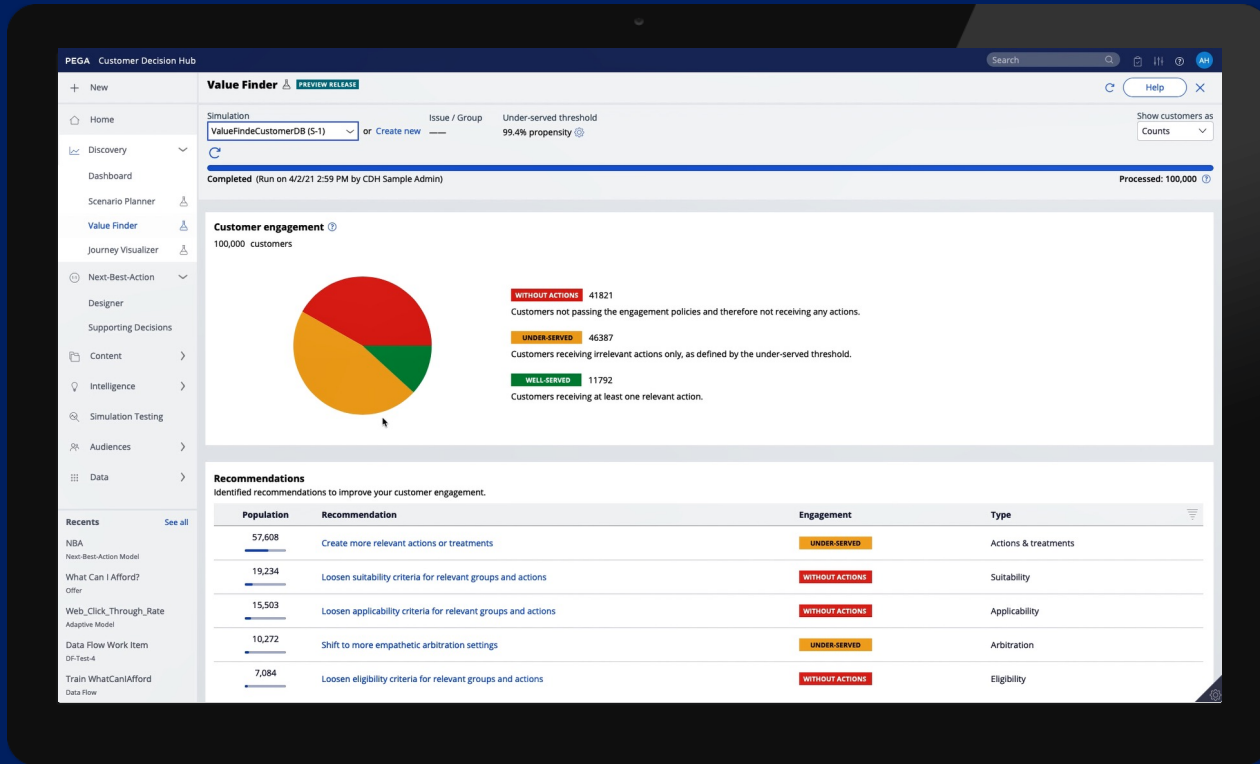 PEGA Customer Decision Hub
Search
AH
New
Home
Discovery
Dashboard
Scenario Planner
Value Finder
Journey Visualizer
Next-Best-Action
Designer
Supporting Decisions
Content
Intelligence
Simulation Testing
Audiences
Data
Recents See all
NBA
Next-Best-Action Model
What Can I Afford?
Offer
Web_Click_Through_Rate
Adaptive Model
Data Flow Work Item
DF-Test-4
Train WhatCanIAfford
Data Flow
Value Finder PREVIEW RELEASE
Help
Simulation Issue / Group Under-served threshold Show customers as
ValueFindeCustomerDB (S-1) or Create new —— 99.4% propensity Counts
Completed (Run on 4/2/21 2:59 PM by CDH Sample Admin) Processed: 100,000
Customer engagement
100,000 customers
WITHOUT ACTIONS 41821
Customers not passing the engagement policies and therefore not receiving any actions.
UNDER-SERVED 46387
Customers receiving irrelevant actions only, as defined by the under-served threshold.
WELL-SERVED 11792
Customers receiving at least one relevant action.
Recommendations
Identified recommendations to improve your customer engagement.
Population Recommendation Engagement Type
57,608 Create more relevant actions or treatments UNDER-SERVED Actions & treatments
19,234 Loosen suitability criteria for relevant groups and actions WITHOUT ACTIONS Suitability
15,503 Loosen applicability criteria for relevant groups and actions WITHOUT ACTIONS Applicability
10,272 Shift to more empathetic arbitration settings UNDER-SERVED Arbitration
7,084 Loosen eligibility criteria for relevant groups and actions WITHOUT ACTIONS Eligibility